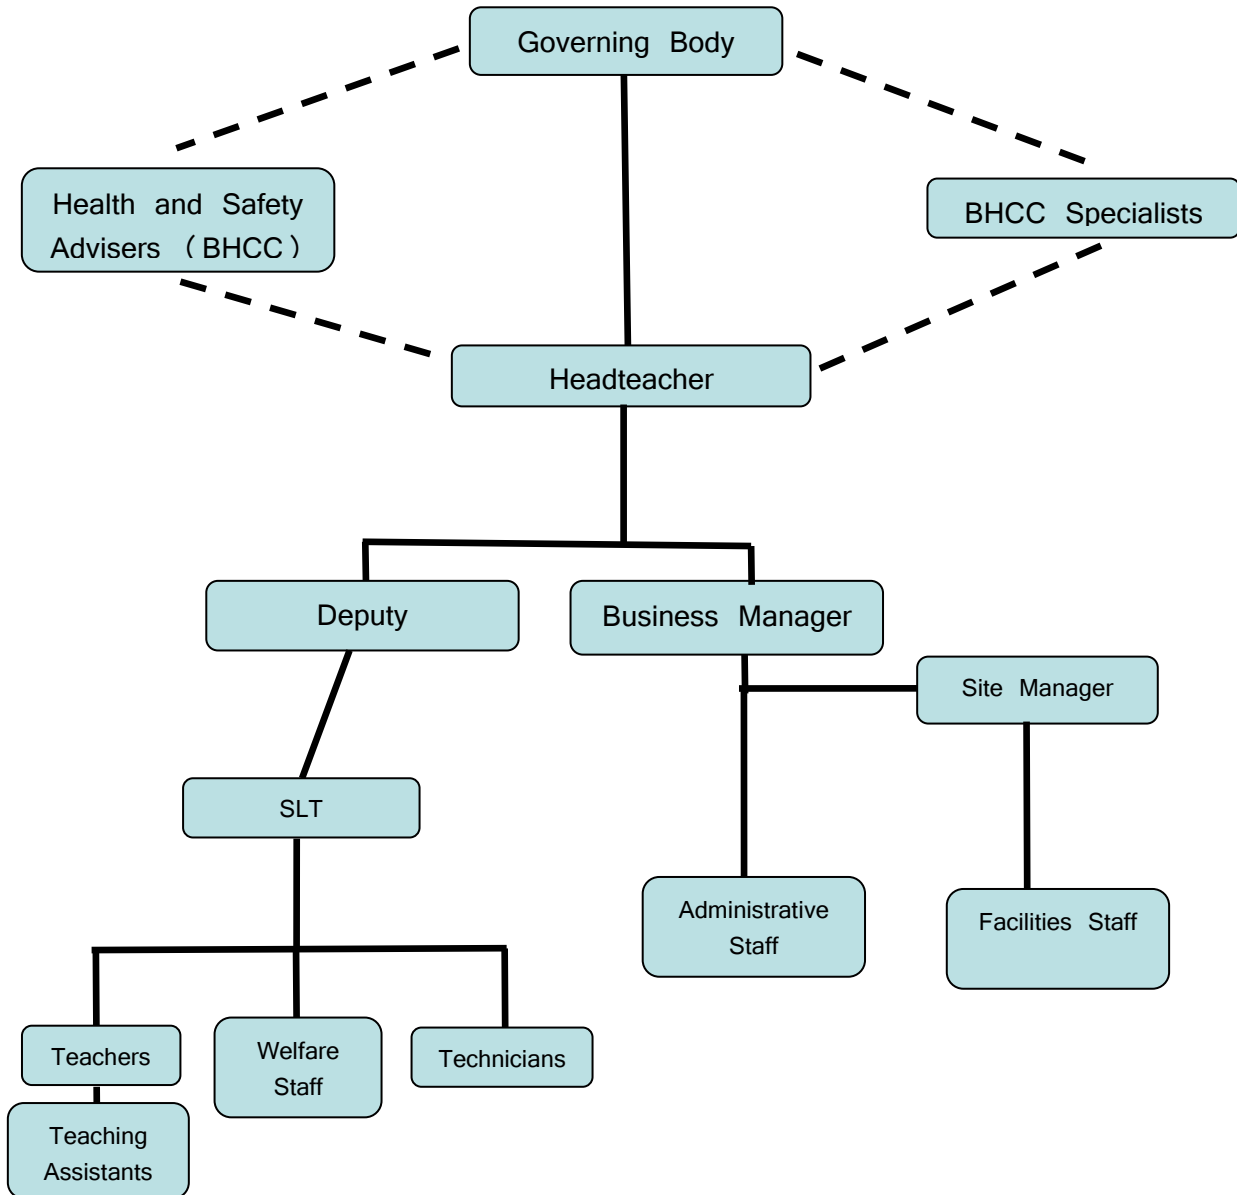 Governing Body
Health and Safety
Advisers (BHCC)
BHCC Specialists
Headteacher
Deputy
Business Manager
Site Manager
SLT
Administrative
Staff
Facilities Staff
Teachers
Welfare
Staff
Technicians
Teaching
Assistants